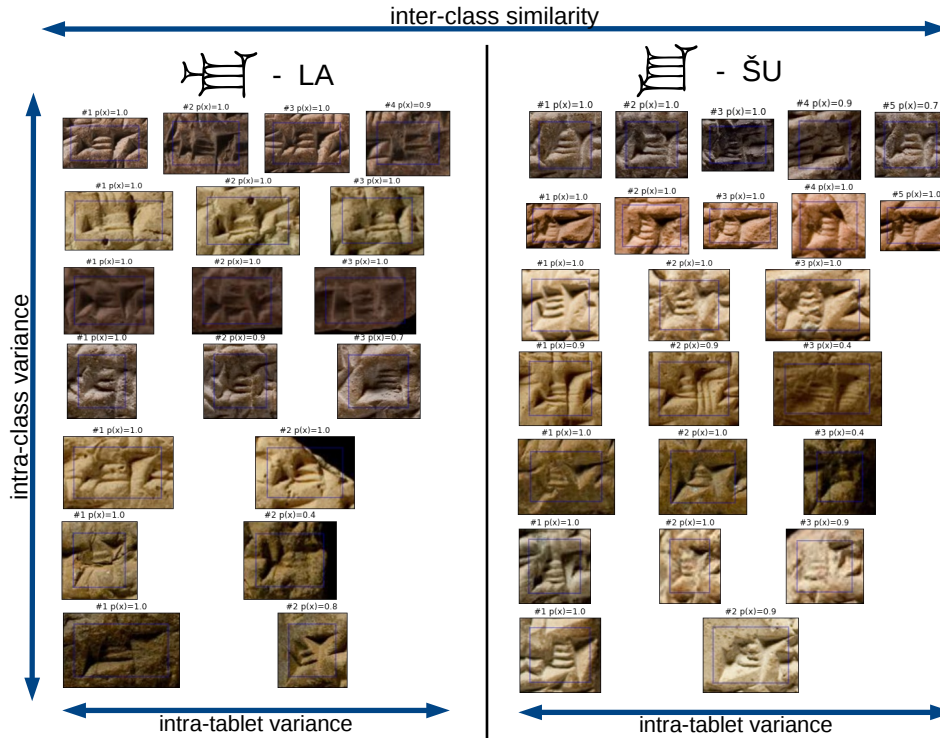 inter-class similarity
- LA
- ŠU
intra-class variance
#1 p(x)=1.0 #2 p(x)=1.0 #3 p(x)=1.0 #4 p(x)=0.9
#1 p(x)=1.0 #2 p(x)=1.0 #3 p(x)=1.0
#1 p(x)=1.0 #2 p(x)=1.0 #3 p(x)=1.0
#1 p(x)=1.0 #2 p(x)=0.9 #3 p(x)=0.7
#1 p(x)=1.0 #2 p(x)=1.0
#1 p(x)=1.0 #2 p(x)=0.4
#1 p(x)=1.0 #2 p(x)=0.8
intra-tablet variance
#1 p(x)=1.0 #2 p(x)=1.0 #3 p(x)=1.0 #4 p(x)=0.9 #5 p(x)=0.7
#1 p(x)=1.0 #2 p(x)=1.0 #3 p(x)=1.0 #4 p(x)=1.0 #5 p(x)=1.0
#1 p(x)=1.0 #2 p(x)=1.0 #3 p(x)=1.0
#1 p(x)=0.9 #2 p(x)=0.9 #3 p(x)=0.4
#1 p(x)=1.0 #2 p(x)=1.0 #3 p(x)=0.4
#1 p(x)=1.0 #2 p(x)=1.0 #3 p(x)=0.9
#1 p(x)=1.0 #2 p(x)=0.9
intra-tablet variance